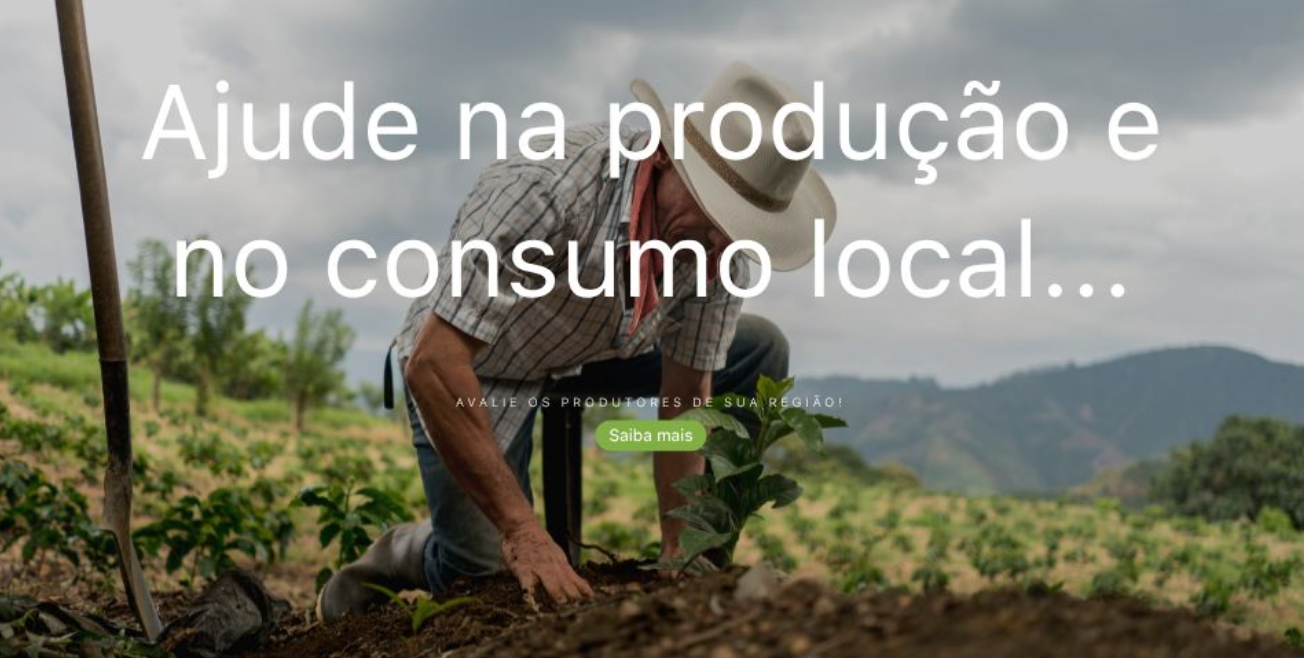 Ajude na produção e
no consumo local...
AVALIE OS PRODUTORES DE SUA REGIÃO!
Saiba mais